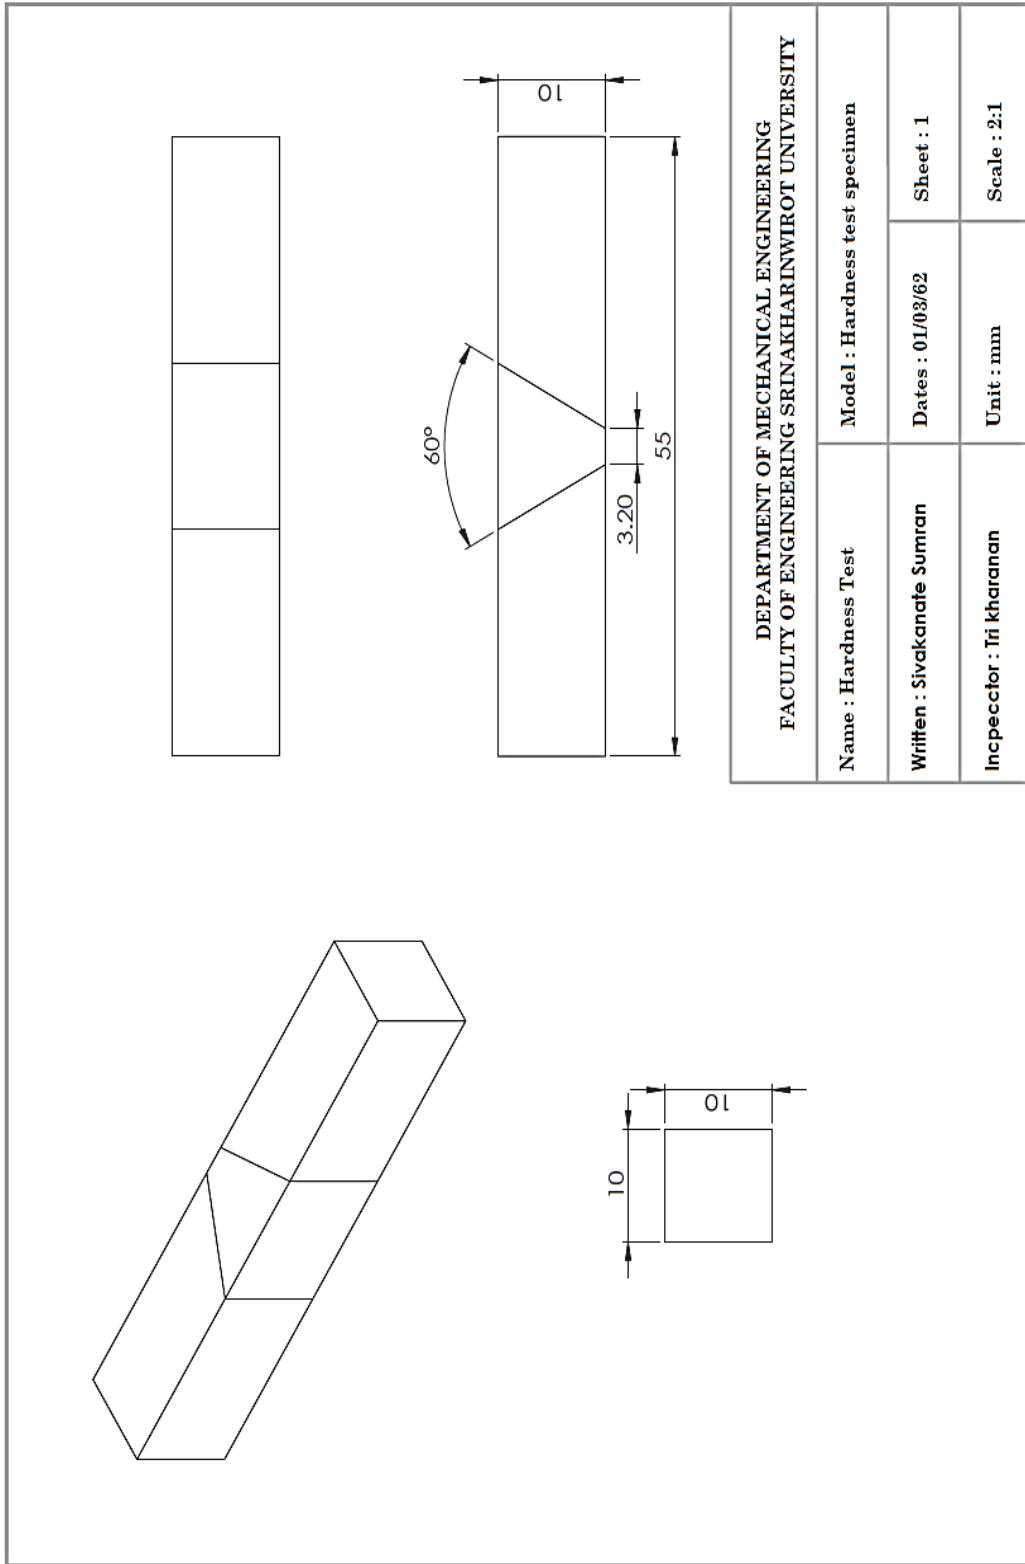 10
60°
3.20
55
10
10
DEPARTMENT OF MECHANICAL ENGINEERING
FACULTY OF ENGINEERING SRINAKHARINWIROT UNIVERSITY
Name : Hardness Test
Model : Hardness test specimen
Written : Sivakanate Sumran
Dates : 01/03/62
Sheet : 1
Incpecctor : Tri kharanan
Unit : mm
Scale : 2:1